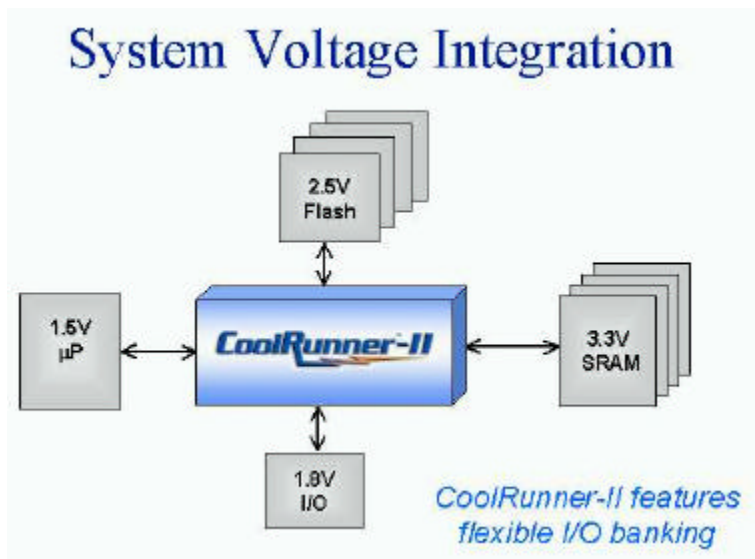 System Voltage Integration
2.5V
Flash
1.5V
µP
CoolRunner-II
3.3V
SRAM
1.8V
I/O
CoolRunner-II features
flexible I/O banking